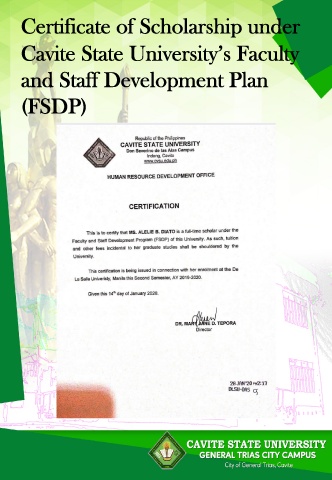 Certificate of Scholarship under
Cavite State University's Faculty
and Staff Development Plan
(FSDP)
Republic of the Philippines
CAVITE STATE UNIVERSITY
Don Severino de las Alas Campus
Indang, Cavite
www.cvsu.edu.ph
HUMAN RESOURCE DEVELOPMENT OFFICE
CERTIFICATION
This is to certify that MS. ALELIE B. DIATO is a full-time scholar under the
Faculty and Staff Development Program (FSDP) of this University. As such, tuition
and other fees incidental to her graduate studies shall be shouldered by the
University.
This certification is being issued in connection with her enrolment at the De
La Salle University, Manila this Second Semester, AY 2019-2020.
Given this 14th day of January 2020.
DR. MARY JANE D. TEPORA
Director
CAVITE STATE UNIVERSITY
GENERAL TRIAS CITY CAMPUS
City of General Trias, Cavite